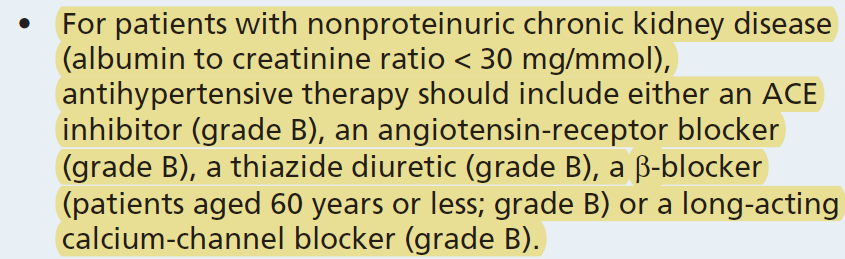 • For patients with nonproteinuric chronic kidney disease
(albumin to creatinine ratio < 30 mg/mmol),
antihypertensive therapy should include either an ACE
inhibitor (grade B), an angiotensin-receptor blocker
(grade B), a thiazide diuretic (grade B), a β-blocker
(patients aged 60 years or less; grade B) or a long-acting
calcium-channel blocker (grade B).